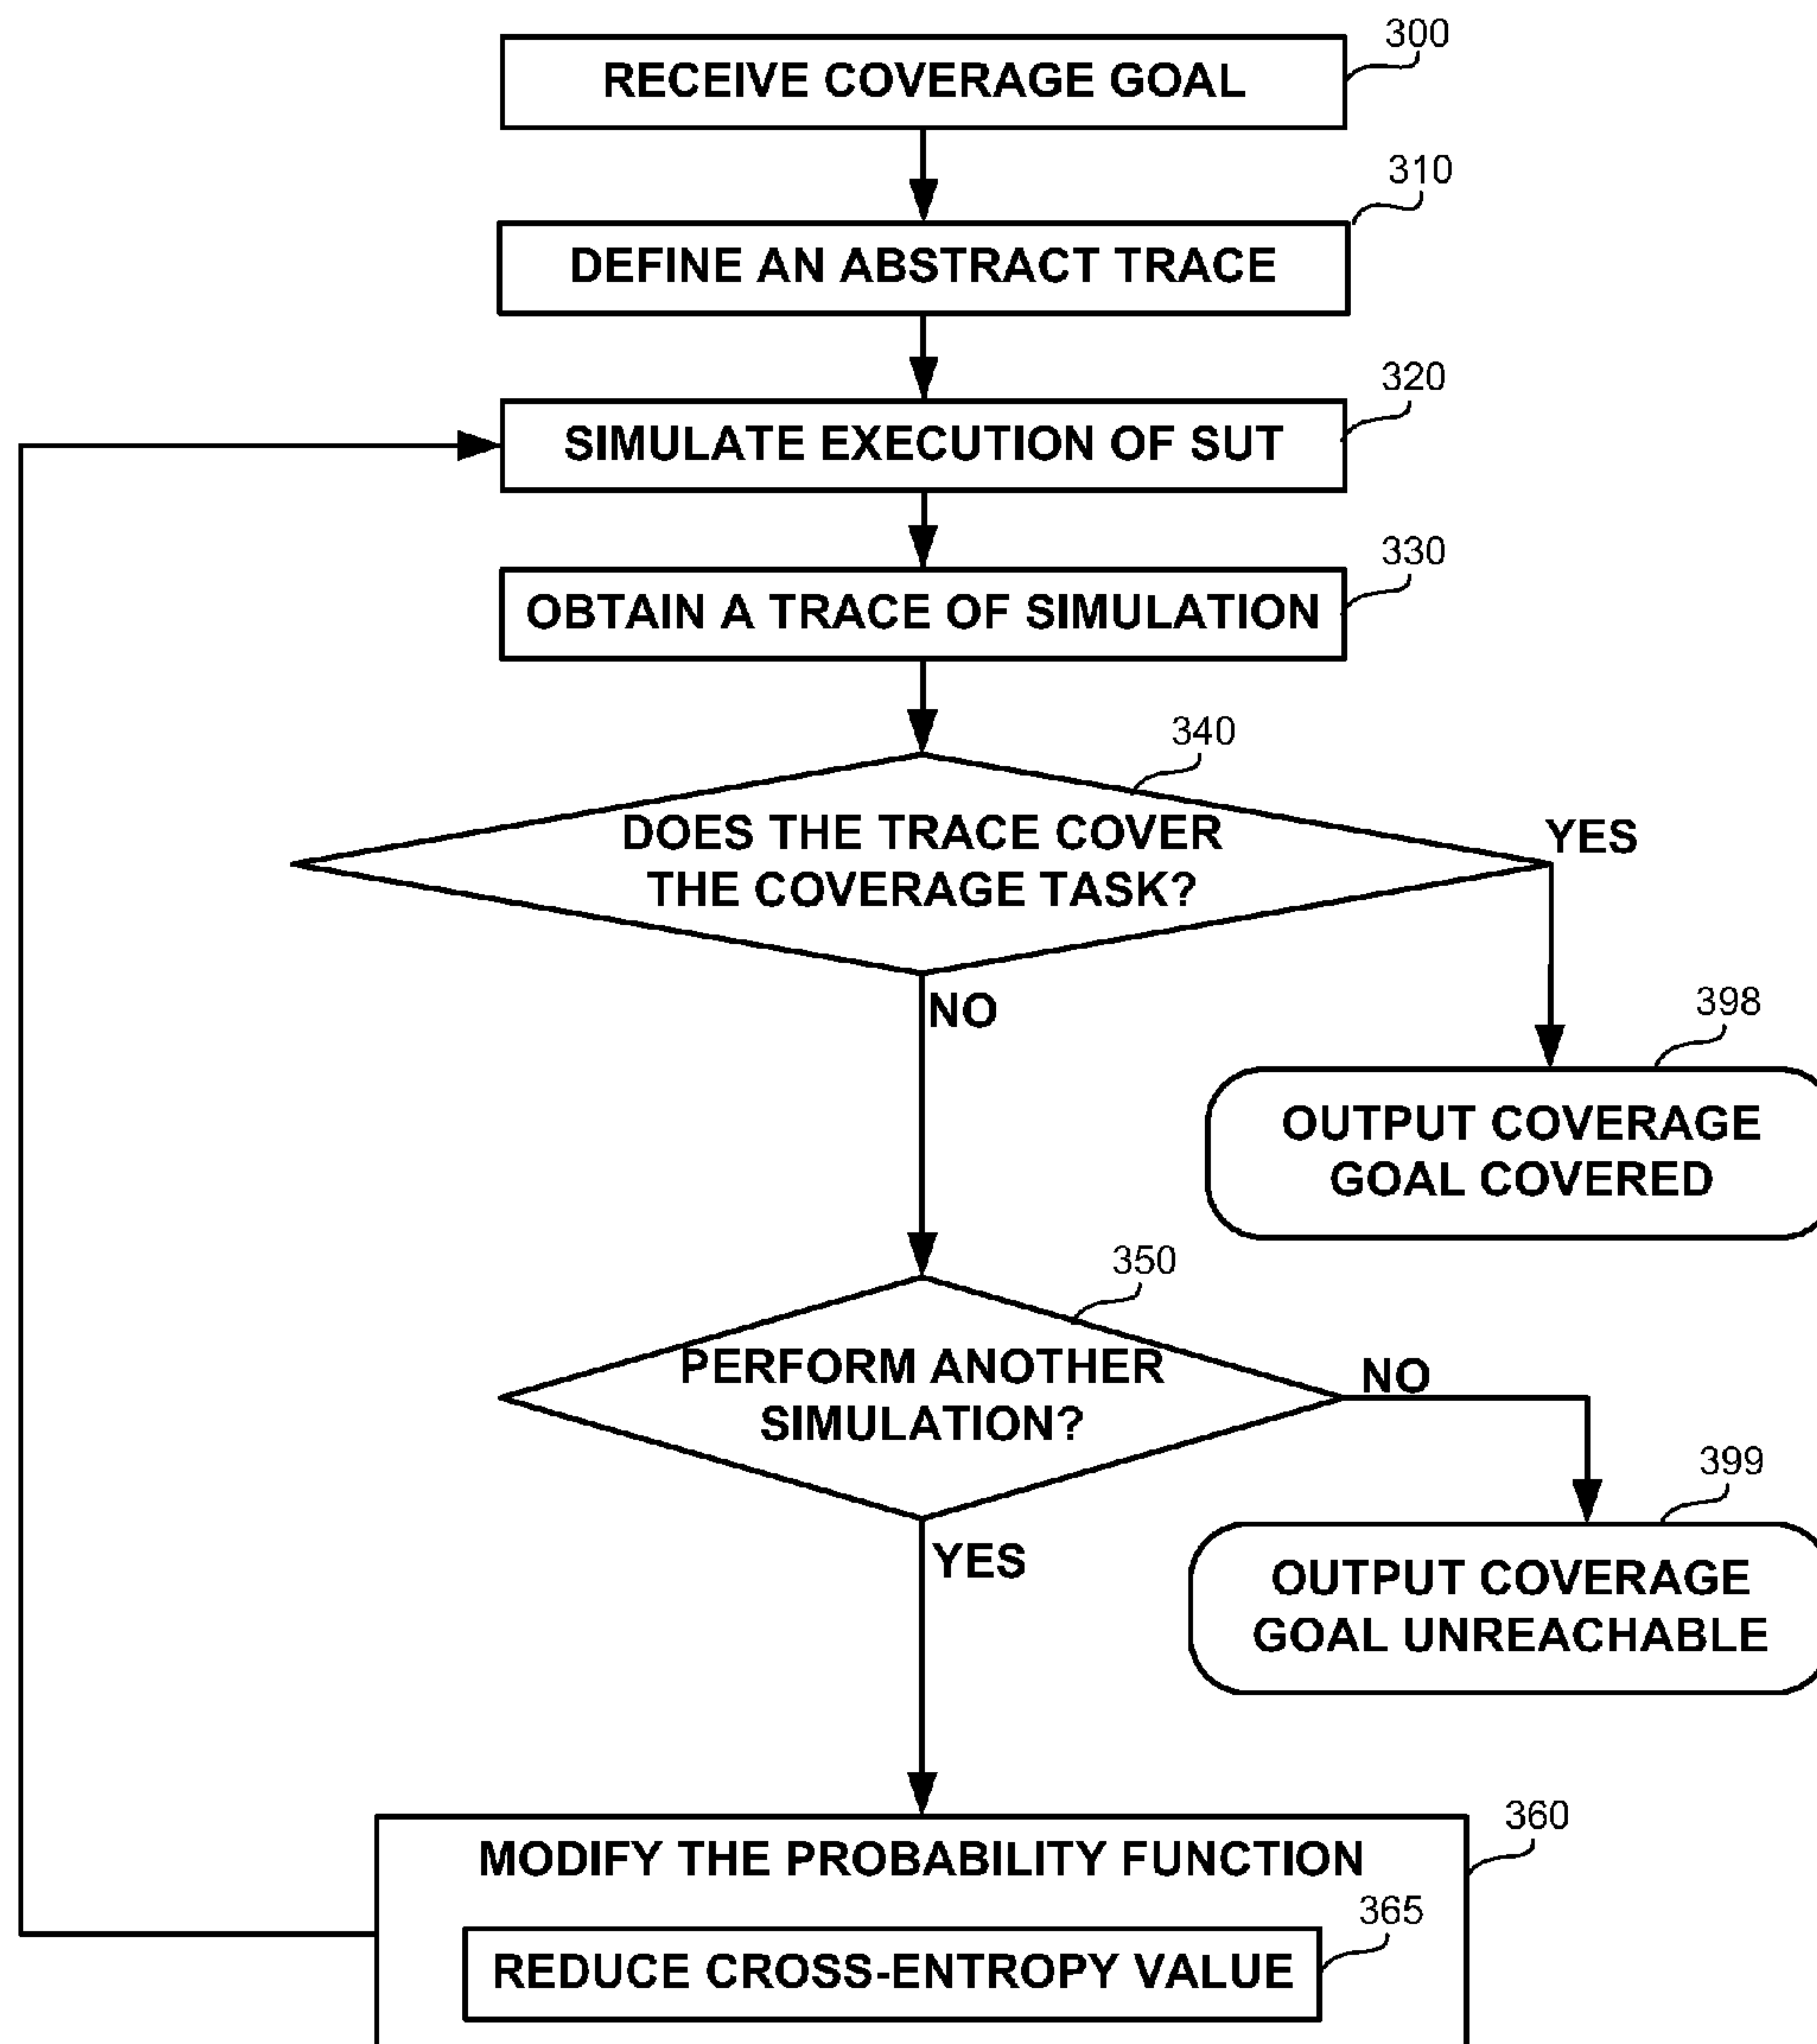 300
RECEIVE COVERAGE GOAL
310
DEFINE AN ABSTRACT TRACE
320
SIMULATE EXECUTION OF SUT
330
OBTAIN A TRACE OF SIMULATION
340
DOES THE TRACE COVER
THE COVERAGE TASK?
YES
NO
398
OUTPUT COVERAGE
GOAL COVERED
350
PERFORM ANOTHER
SIMULATION?
NO
399
OUTPUT COVERAGE
GOAL UNREACHABLE
YES
360
MODIFY THE PROBABILITY FUNCTION
365
REDUCE CROSS-ENTROPY VALUE